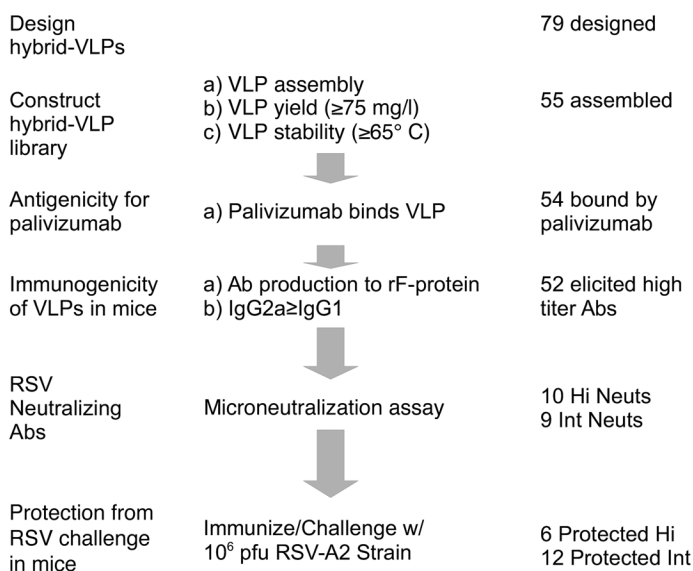 Design
hybrid-VLPs
79 designed
Construct
hybrid-VLP
library
a) VLP assembly
b) VLP yield (≥75 mg/l)
c) VLP stability (≥65° C)
55 assembled
Antigenicity for
palivizumab
a) Palivizumab binds VLP
54 bound by
palivizumab
Immunogenicity
of VLPs in mice
a) Ab production to rF-protein
b) IgG2a≥IgG1
52 elicited high
titer Abs
RSV
Neutralizing
Abs
Microneutralization assay
10 Hi Neuts
9 Int Neuts
Protection from
RSV challenge
in mice
Immunize/Challenge w/
10⁶ pfu RSV-A2 Strain
6 Protected Hi
12 Protected Int